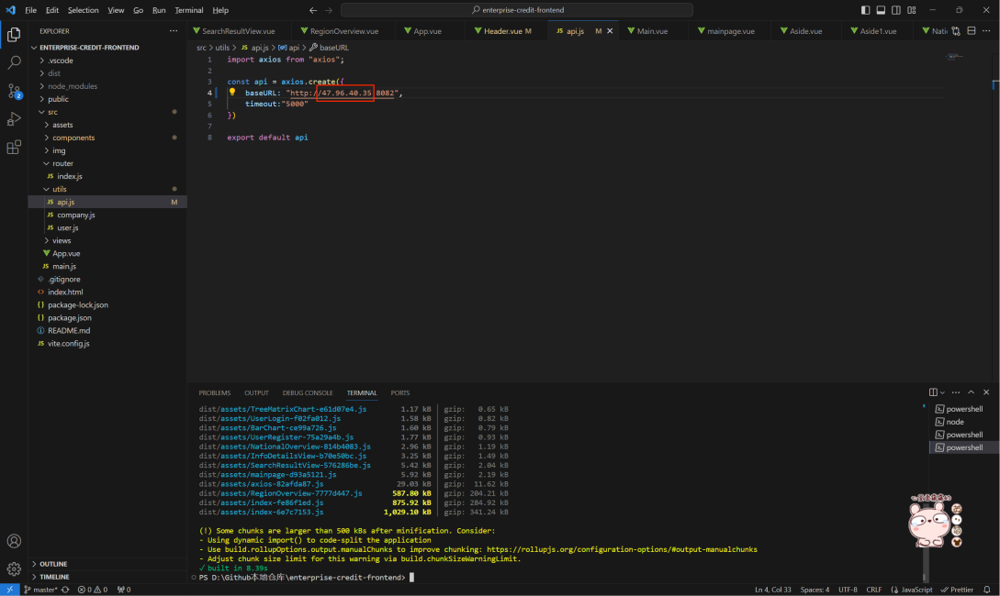 File Edit Selection View Go Run Terminal Help
enterprise-credit-frontend
EXPLORER
ENTERPRISE-CREDIT-FRONTEND
.vscode
dist
node_modules
public
src
assets
components
img
router
JS index.js
utils
JS api.js M
JS company.js
JS user.js
views
App.vue
JS main.js
.gitignore
<> index.html
{} package-lock.json
{} package.json
README.md
JS vite.config.js
OUTLINE
TIMELINE
SearchResultView.vue RegionOverview.vue App.vue Header.vue M JS api.js M Main.vue mainpage.vue Aside.vue Aside1.vue Nati
src > utils > JS api.js > api > baseURL
1 import axios from "axios";
2
3 const api = axios.create({
4 baseURL: "http://47.96.40.35:8082",
5 timeout:"5000"
6 })
7
8 export default api
PROBLEMS OUTPUT DEBUG CONSOLE TERMINAL PORTS
dist/assets/TreeMatrixChart-e61d07e4.js 1.17 kB │ gzip: 0.65 kB
dist/assets/UserLogin-f02fa012.js 1.58 kB │ gzip: 0.82 kB
dist/assets/BarChart-ce99a726.js 1.60 kB │ gzip: 0.79 kB
dist/assets/UserRegister-75a29a4b.js 1.77 kB │ gzip: 0.93 kB
dist/assets/NationalOverview-814b4083.js 2.96 kB │ gzip: 1.19 kB
dist/assets/InfoDetailsView-b70e50bc.js 3.25 kB │ gzip: 1.49 kB
dist/assets/SearchResultView-576286be.js 5.42 kB │ gzip: 2.04 kB
dist/assets/mainpage-d93a5121.js 5.92 kB │ gzip: 2.19 kB
dist/assets/axios-82afda87.js 29.03 kB │ gzip: 11.62 kB
dist/assets/RegionOverview-7777d447.js 587.80 kB │ gzip: 204.21 kB
dist/assets/index-fe86f1ed.js 875.92 kB │ gzip: 284.92 kB
dist/assets/index-6e7c7153.js 1,029.10 kB │ gzip: 341.24 kB
(!) Some chunks are larger than 500 kBs after minification. Consider:
- Using dynamic import() to code-split the application
- Use build.rollupOptions.output.manualChunks to improve chunking: https://rollupjs.org/configuration-options/#output-manualchunks
- Adjust chunk size limit for this warning via build.chunkSizeWarningLimit.
✓ built in 8.39s
PS D:\Github本地仓库\enterprise-credit-frontend>
powershell
node
powershell
powershell
2
master* 0 0 0 Ln 4, Col 33 Spaces: 4 UTF-8 CRLF {} JavaScript Prettier